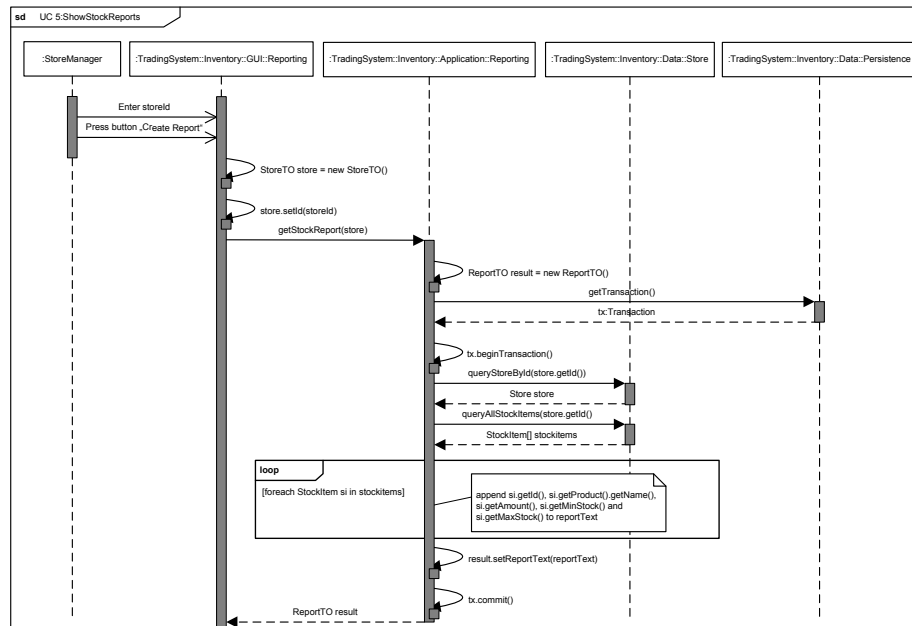 sd UC 5:ShowStockReports
:StoreManager
:TradingSystem::Inventory::GUI::Reporting
:TradingSystem::Inventory::Application::Reporting
:TradingSystem::Inventory::Data::Store
:TradingSystem::Inventory::Data::Persistence
Enter storeId
Press button „Create Report“
StoreTO store = new StoreTO()
store.setId(storeId)
getStockReport(store)
ReportTO result = new ReportTO()
getTransaction()
tx:Transaction
tx.beginTransaction()
queryStoreById(store.getId())
Store store
queryAllStockItems(store.getId()
StockItem[] stockitems
loop
[foreach StockItem si in stockitems]
append si.getId(), si.getProduct().getName(),
si.getAmount(), si.getMinStock() and
si.getMaxStock() to reportText
result.setReportText(reportText)
tx.commit()
ReportTO result